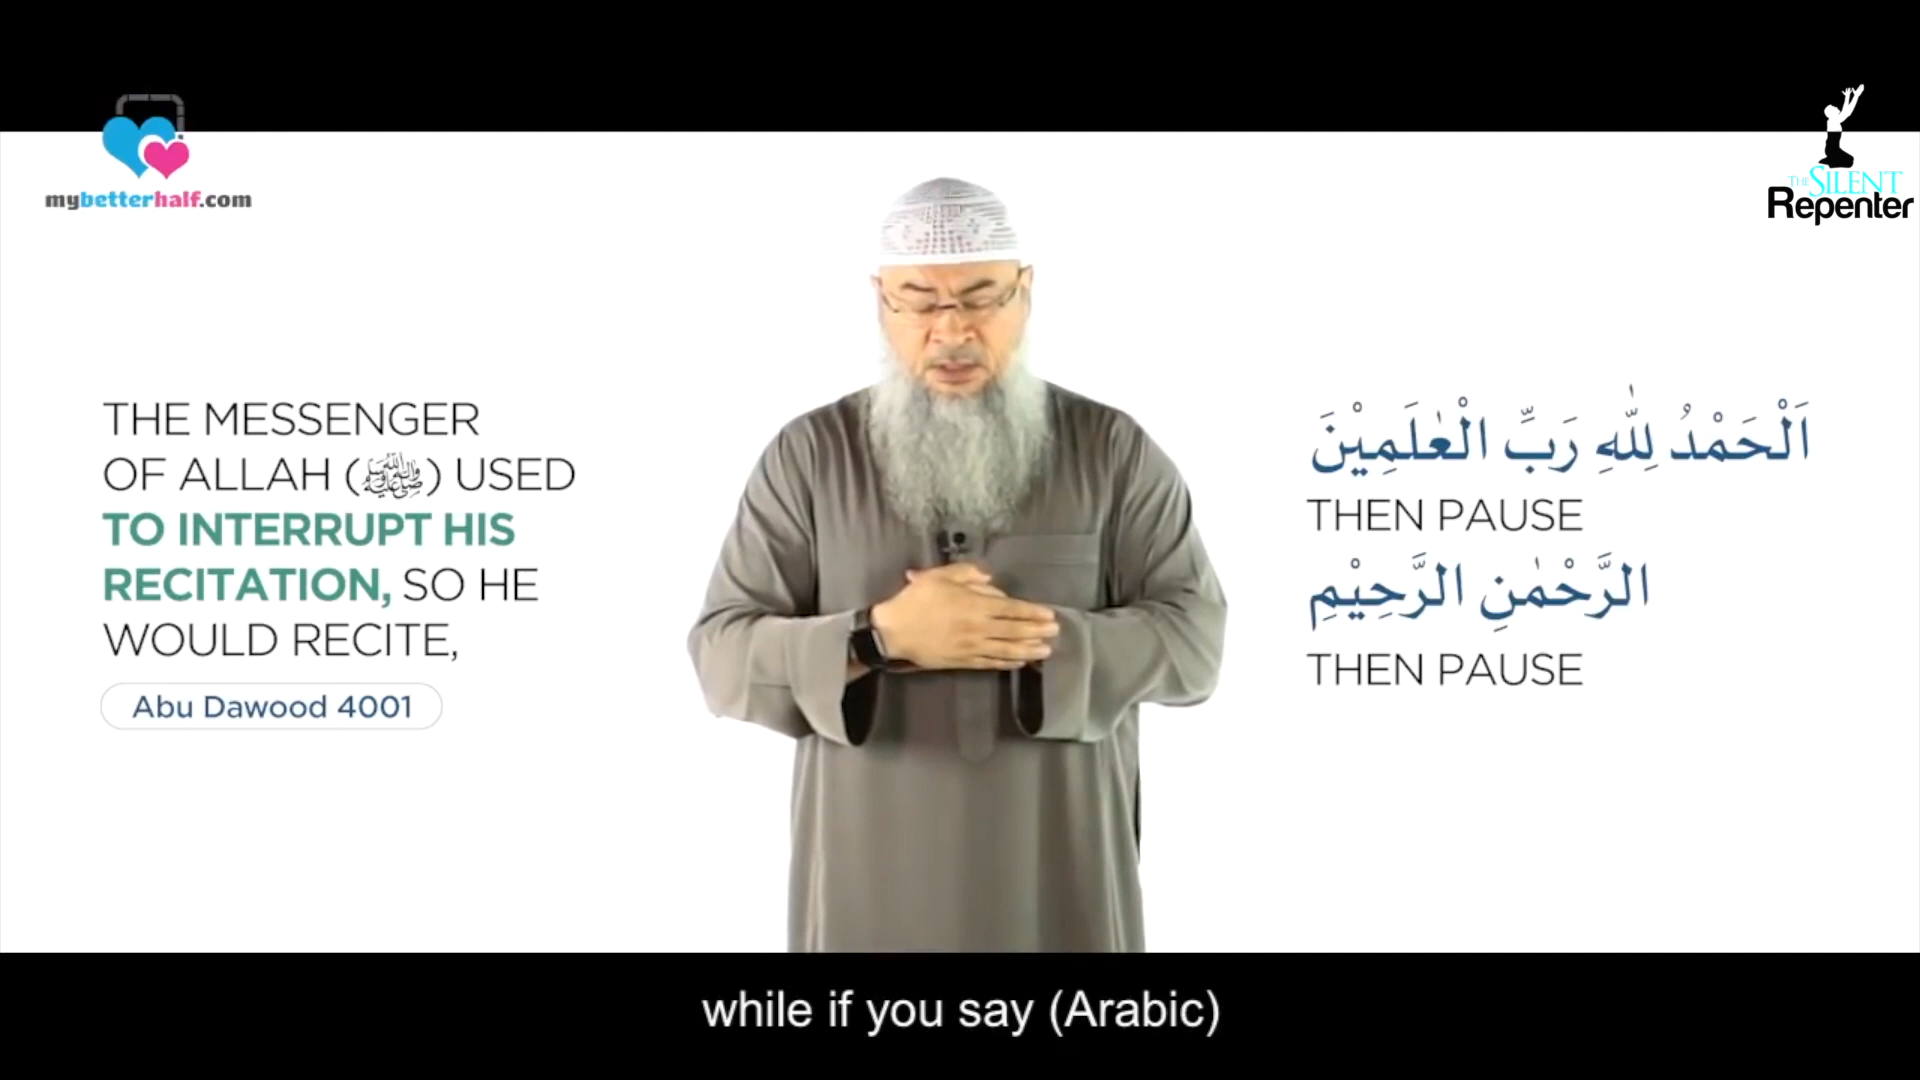 mybetterhalf.com
THE SILENT
Repenter
THE MESSENGER
OF ALLAH (ﷺ) USED
TO INTERRUPT HIS
RECITATION, SO HE
WOULD RECITE,
Abu Dawood 4001
اَلْحَمْدُ لِلّٰهِ رَبِّ الْعٰلَمِيْنَ
THEN PAUSE
الرَّحْمٰنِ الرَّحِيْمِ
THEN PAUSE
while if you say (Arabic)